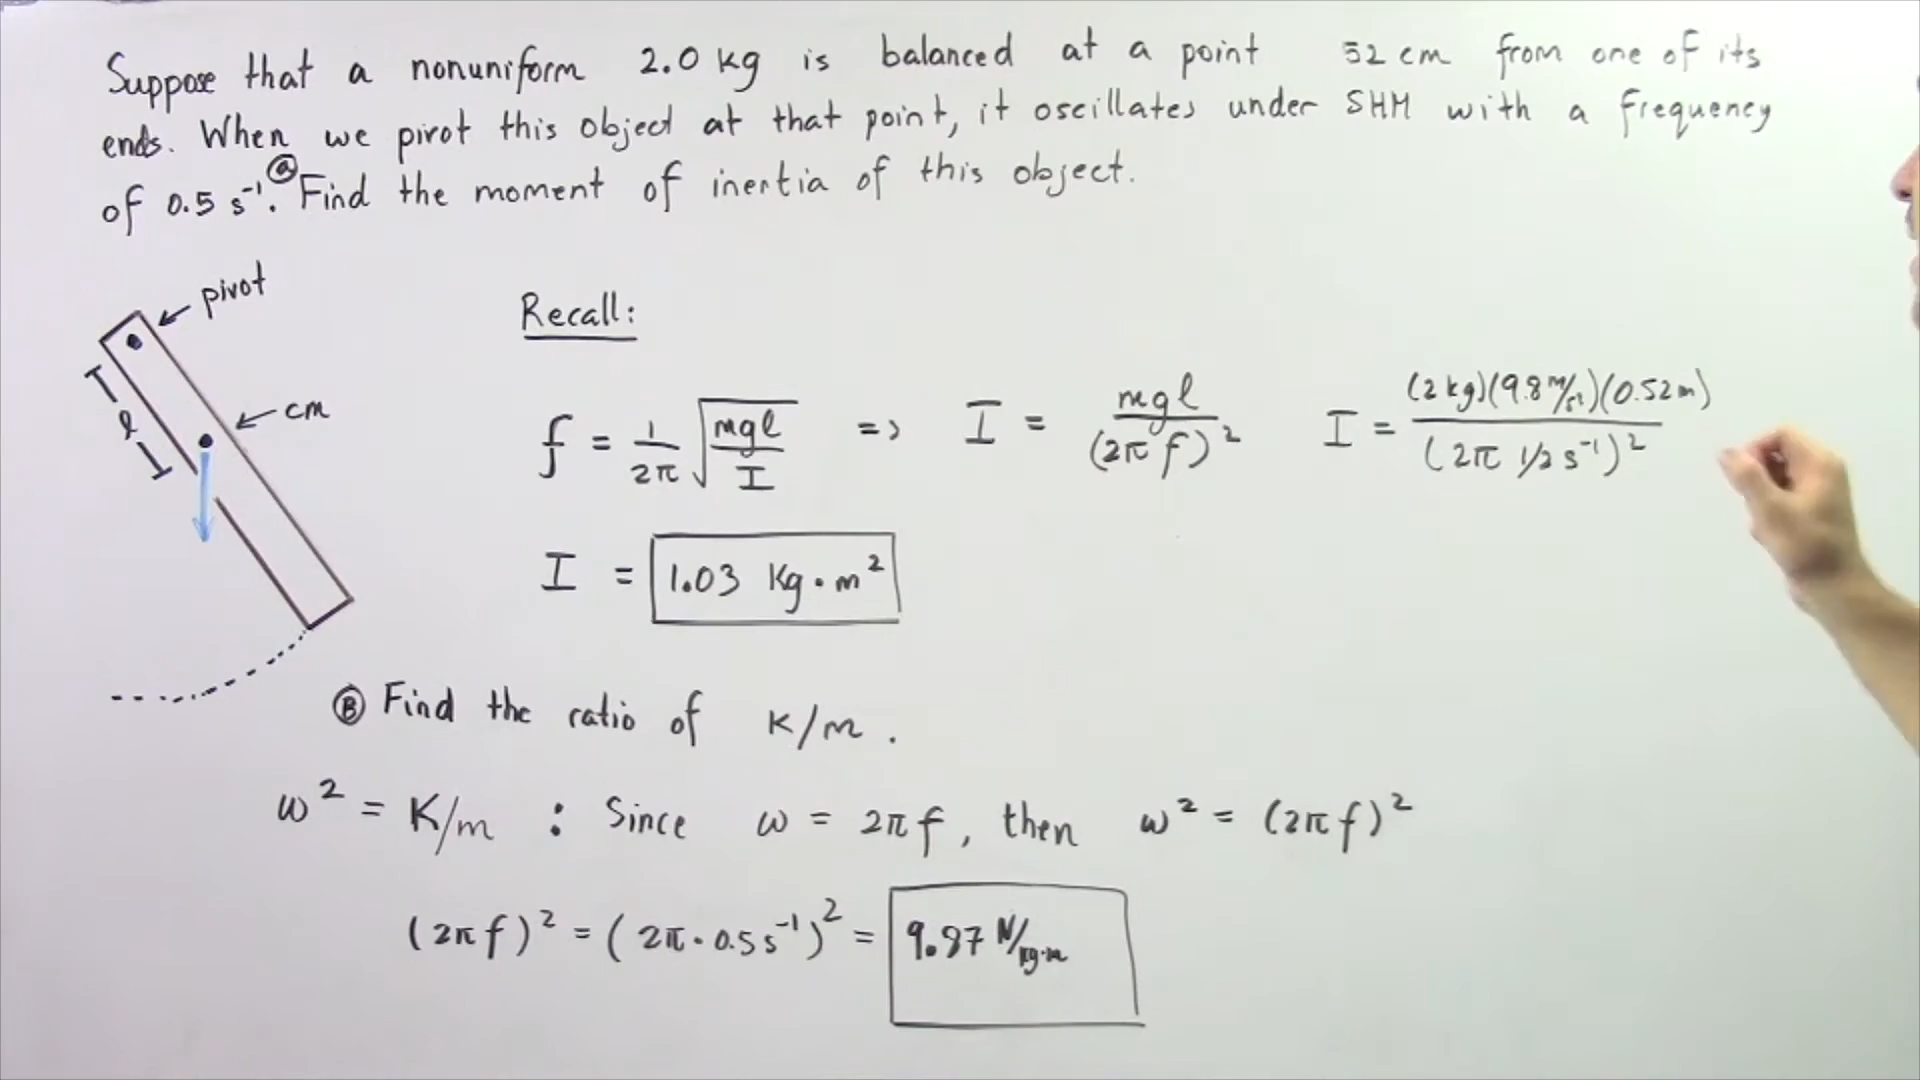 Suppose that a nonuniform 2.0 kg is balanced at a point 52 cm from one of its
ends. When we pivot this object at that point, it oscillates under SHM with a frequency
of 0.5 s⁻¹. ⓐ Find the moment of inertia of this object.
pivot
cm
l
Recall:
f = 1/2π √(mgl/I) => I = mgl/(2π f)² I = (2 kg)(9.8 m/s²)(0.52 m)/(2π 1/2 s⁻¹)²
I = 1.03 Kg·m²
Ⓑ Find the ratio of K/m.
ω² = K/m : Since ω = 2πf, then ω² = (2πf)²
(2πf)² = (2π·0.5 s⁻¹)² = 9.87 N/kg·m